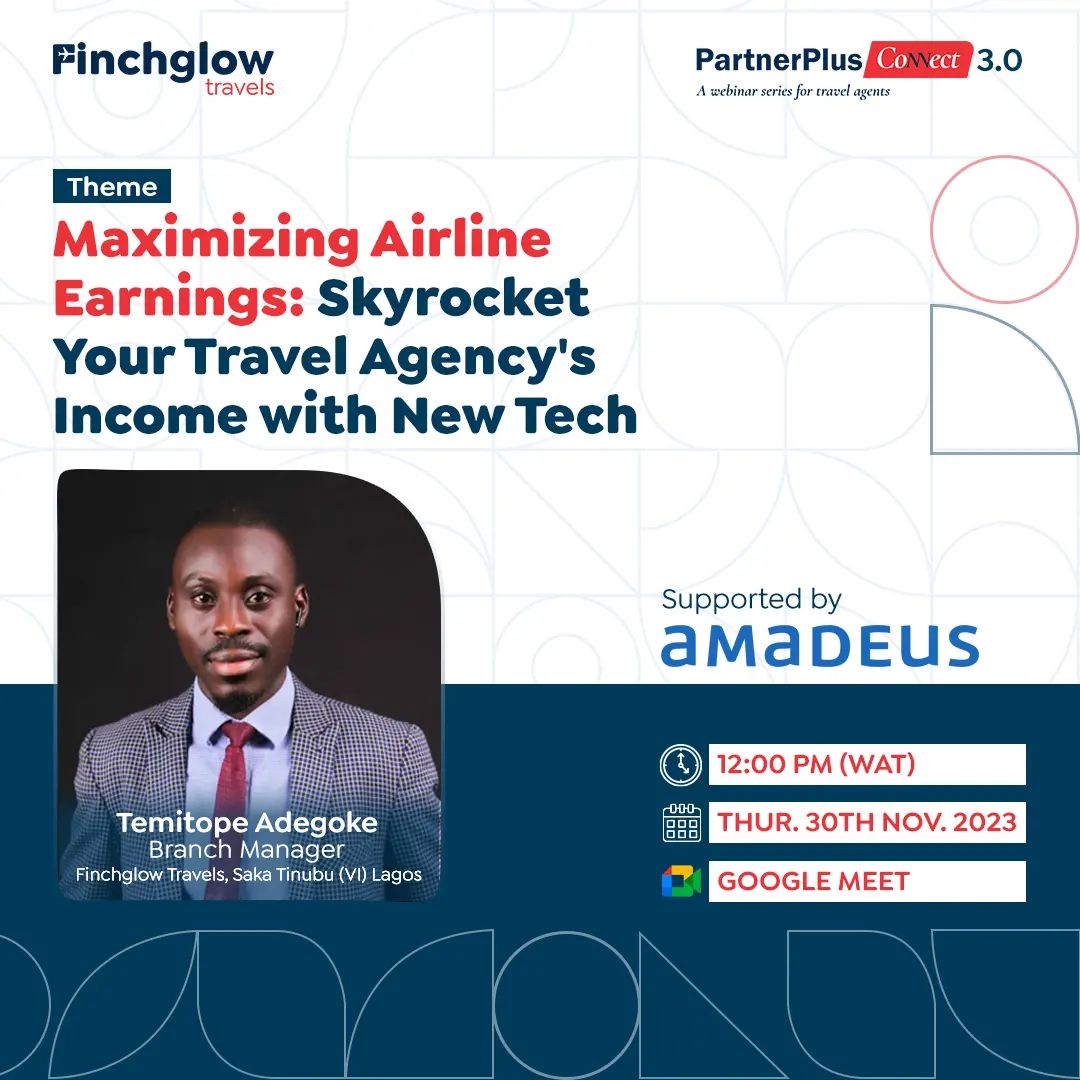 Finchglow
travels
PartnerPlus Connect 3.0
A webinar series for travel agents
Theme
Maximizing Airline
Earnings: Skyrocket
Your Travel Agency's
Income with New Tech
Supported by
amadeus
Temitope Adegoke
Branch Manager
Finchglow Travels, Saka Tinubu (VI) Lagos
12:00 PM (WAT)
THUR. 30TH NOV. 2023
GOOGLE MEET